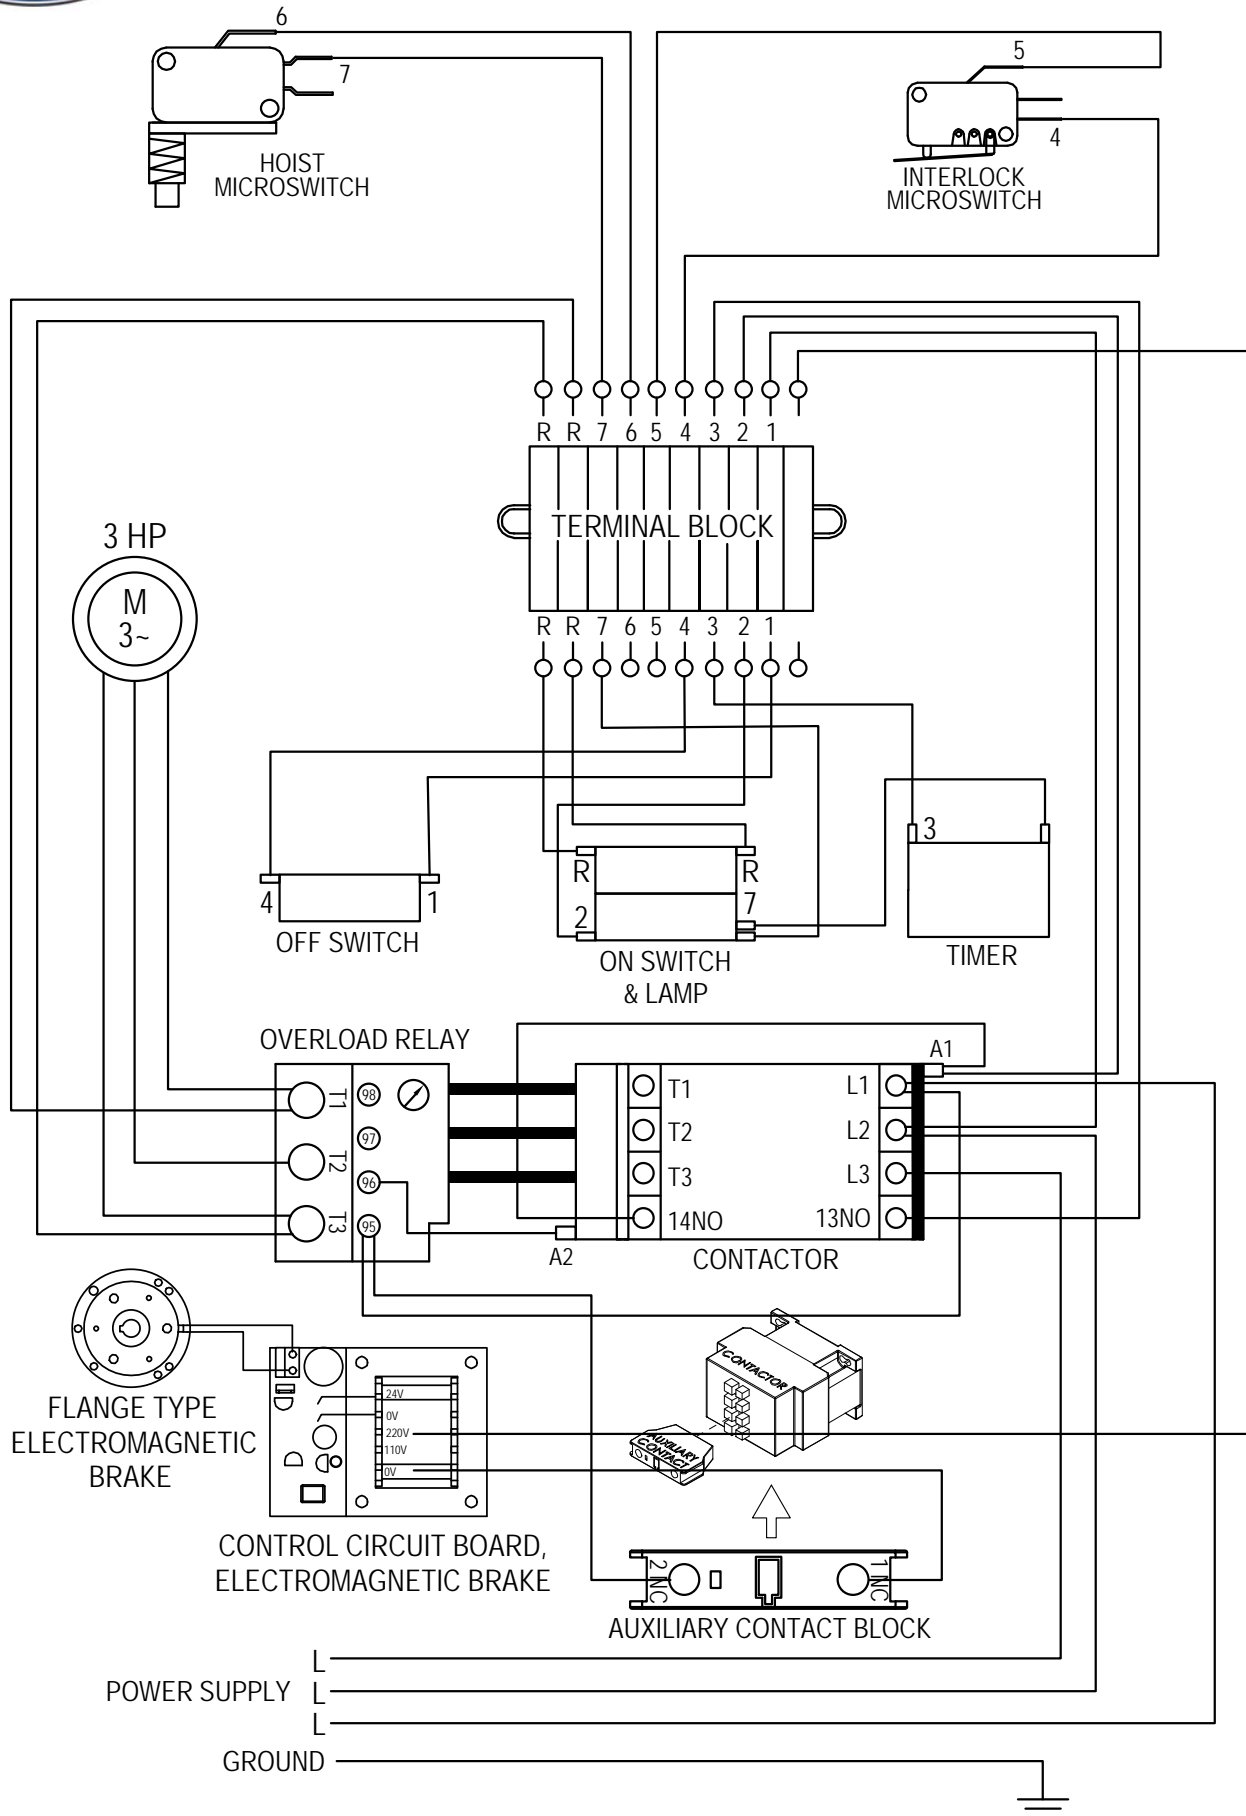 6
7
HOIST
MICROSWITCH
5
4
INTERLOCK
MICROSWITCH
R R 7 6 5 4 3 2 1
TERMINAL BLOCK
R R 7 6 5 4 3 2 1
3 HP
M
3~
4 1
OFF SWITCH
R R
2 7
ON SWITCH
& LAMP
3
TIMER
OVERLOAD RELAY
T1 98
97
T2
96
T3 95
A1
T1 L1
T2 L2
T3 L3
14NO 13NO
A2
CONTACTOR
FLANGE TYPE
ELECTROMAGNETIC
BRAKE
24V
0V
220V
110V
0V
CONTROL CIRCUIT BOARD,
ELECTROMAGNETIC BRAKE
CONTACTOR
AUXILIARY
CONTACT
2 NC 1 NC
AUXILIARY CONTACT BLOCK
L
POWER SUPPLY L
L
GROUND